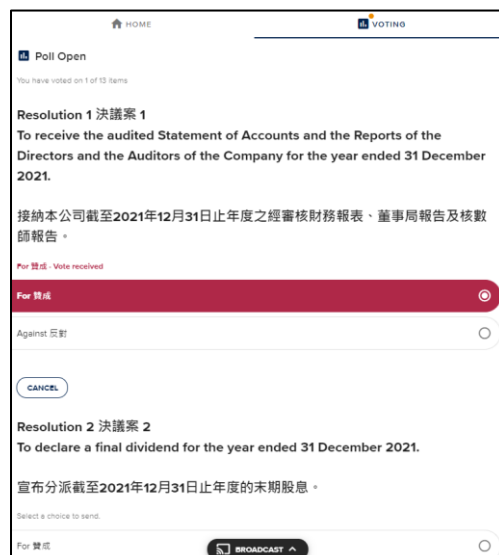 HOME
VOTING
Poll Open
You have voted on 1 of 13 items
Resolution 1 決議案 1
To receive the audited Statement of Accounts and the Reports of the
Directors and the Auditors of the Company for the year ended 31 December
2021.
接納本公司截至2021年12月31日止年度之經審核財務報表、董事局報告及核數
師報告。
For 贊成 - Vote received
For 贊成
Against 反對
CANCEL
Resolution 2 決議案 2
To declare a final dividend for the year ended 31 December 2021.
宣布分派截至2021年12月31日止年度的末期股息。
Select a choice to send.
For 贊成
BROADCAST